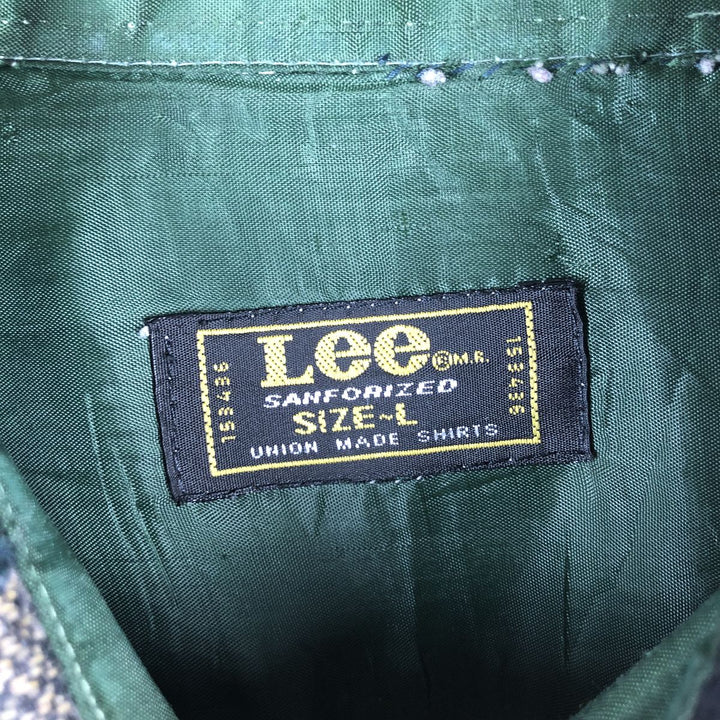 Lee ® M.R.
SANFORIZED
SIZE~L
UNION MADE SHIRTS
153436
153436